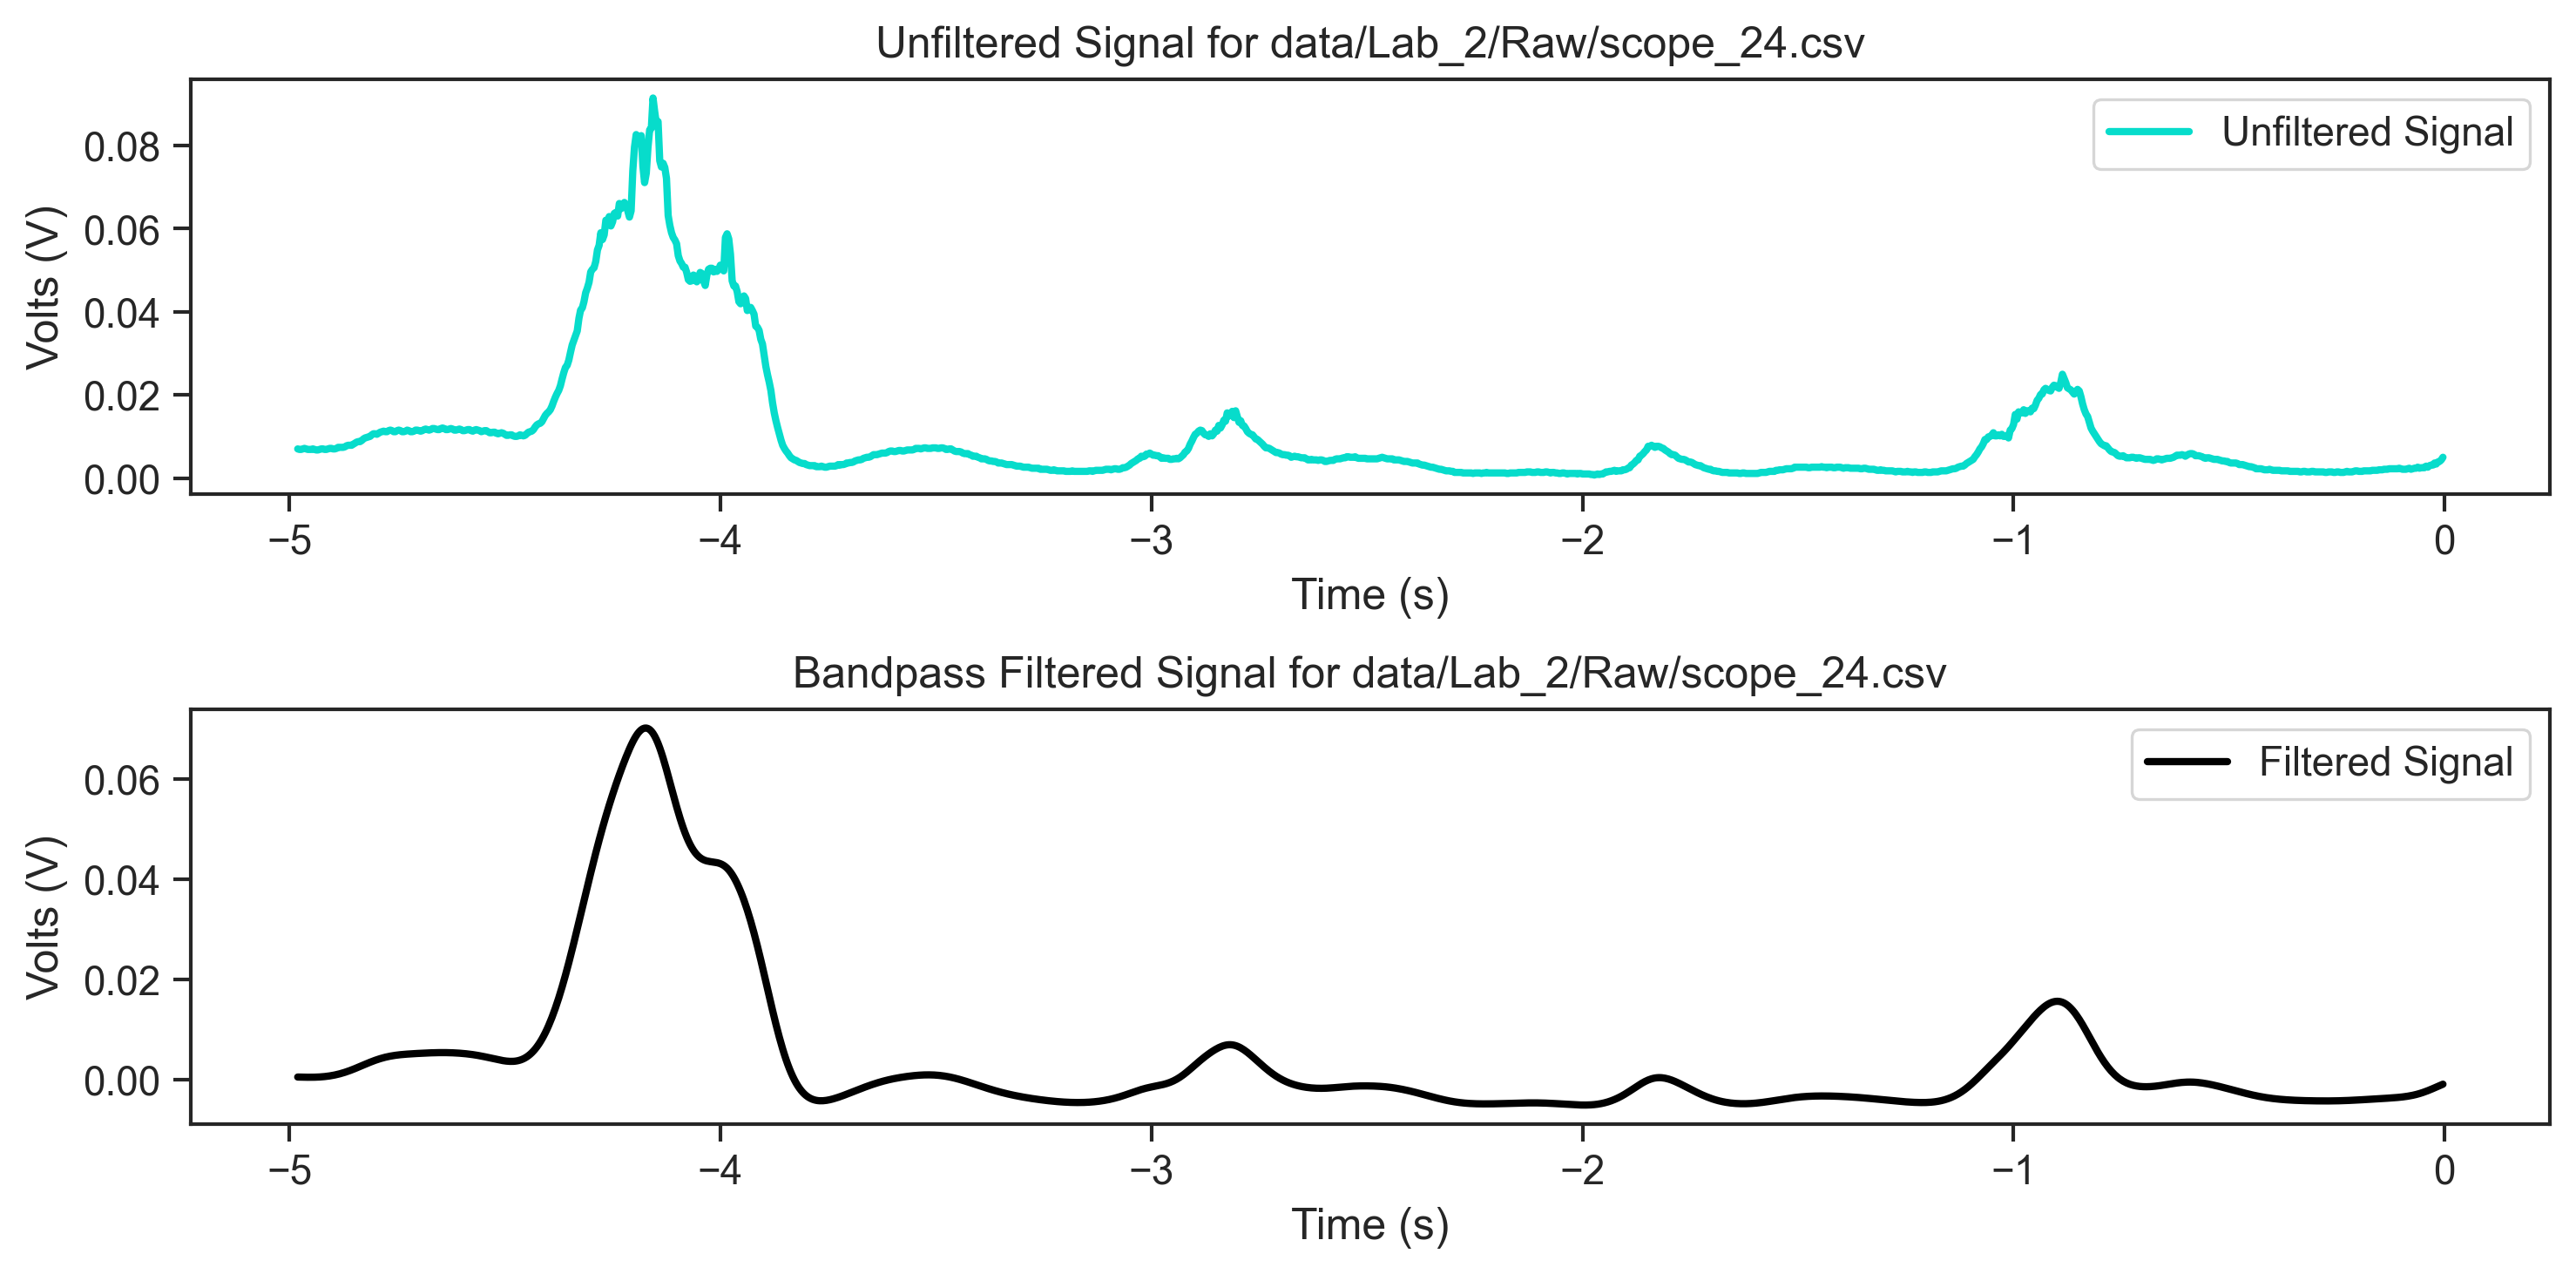 Unfiltered Signal for data/Lab_2/Raw/scope_24.csv
Unfiltered Signal
Volts (V)
0.08
0.06
0.04
0.02
0.00
−5 −4 −3 −2 −1 0
Time (s)
Bandpass Filtered Signal for data/Lab_2/Raw/scope_24.csv
Filtered Signal
Volts (V)
0.06
0.04
0.02
0.00
−5 −4 −3 −2 −1 0
Time (s)